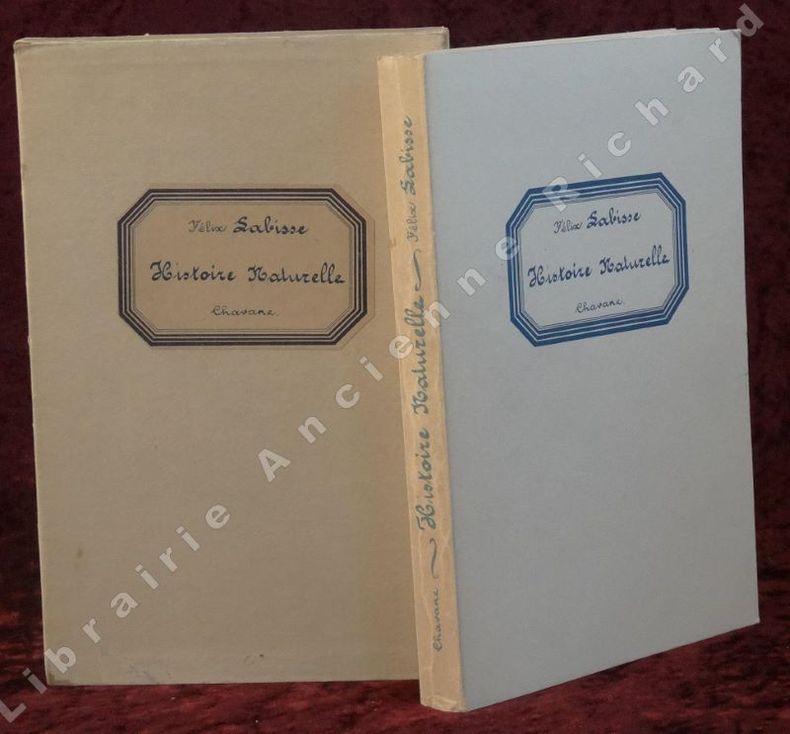 Félix Labisse
Histoire Naturelle
Chavane.
Chavane ~ Histoire Naturelle ~ Félix Labisse
Félix Labisse
Histoire Naturelle
Chavane.
Librairie Ancienne Richard